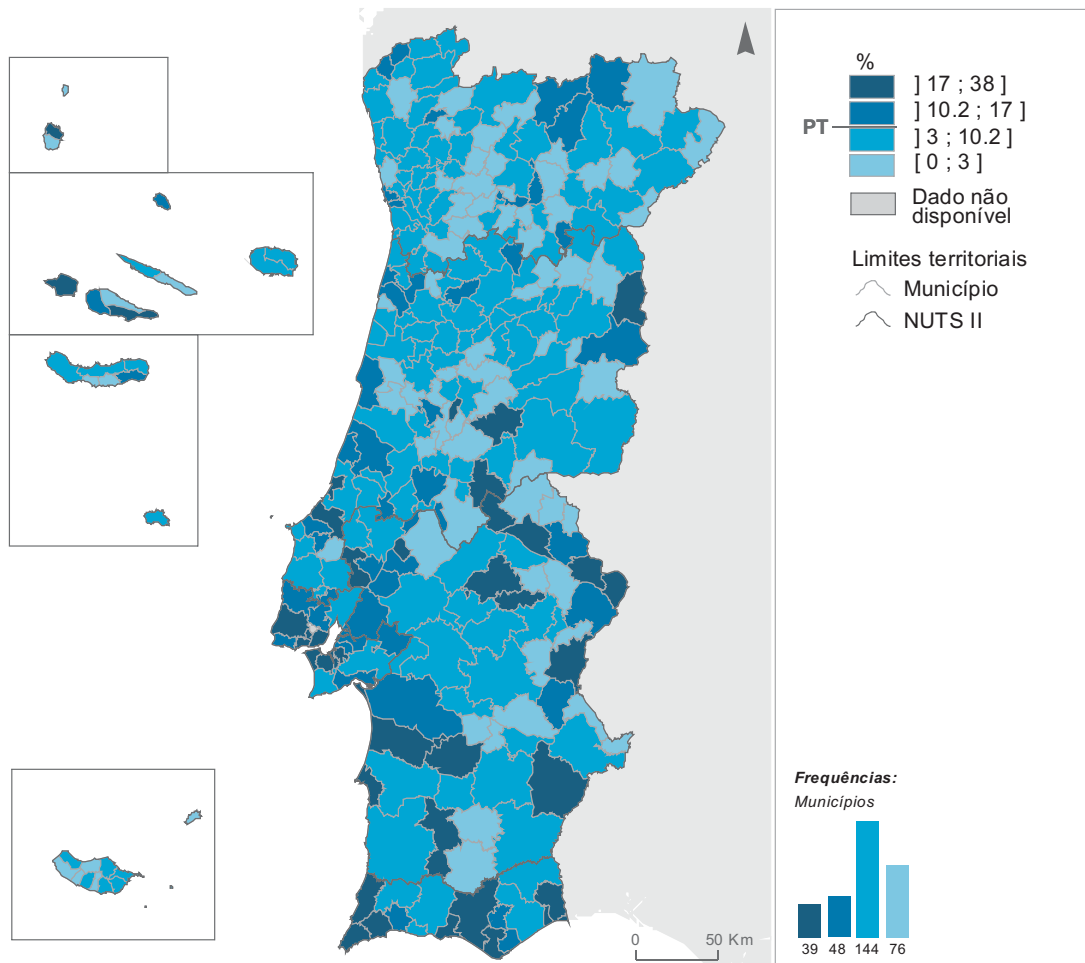 %
] 17 ; 38 ]
] 10.2 ; 17 ]
PT
] 3 ; 10.2 ]
[ 0 ; 3 ]
Dado não
disponível
Limites territoriais
Município
NUTS II
Frequências:
Municípios
39 48 144 76
0 50 Km